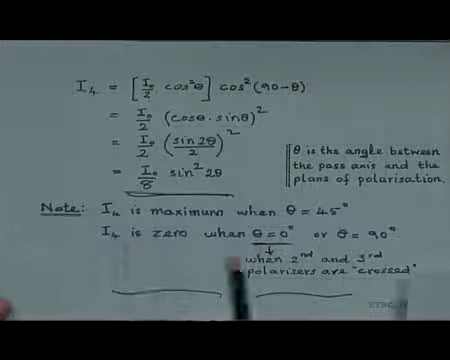 I₄ = [I₀/2 cos²θ] cos²(90-θ)
= I₀/2 (cosθ . sinθ)²
= I₀/2 (sin2θ/2)²
= I₀/8 sin²2θ
θ is the angle between
the pass axis and the
planes of polarisation.
Note: I₄ is maximum when θ = 45°
I₄ is zero when θ = 0° or θ = 90°
↓
when 2nd and 3rd
polarisers are "crossed"